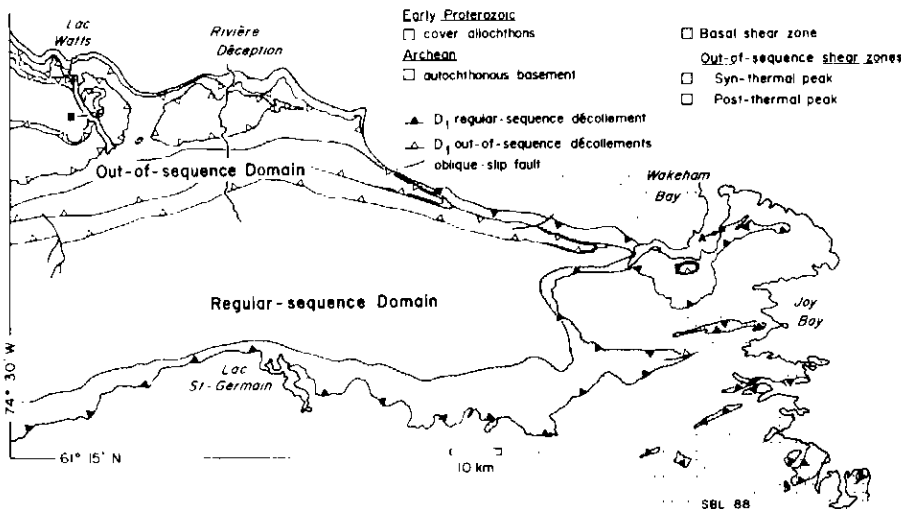 Lac
Watts
Rivière
Déception
Early Proterozoic
cover allochthons
Archean
autochthonous basement
D1 regular-sequence décollement
D1 out-of-sequence décollements
oblique-slip fault
Basal shear zone
Out-of-sequence shear zones
Syn-thermal peak
Post-thermal peak
Out-of-sequence Domain
Wakeham
Bay
Regular-sequence Domain
Joy
Bay
Lac
St-Germain
74° 30' W
61° 15' N
10 km
SBL 88